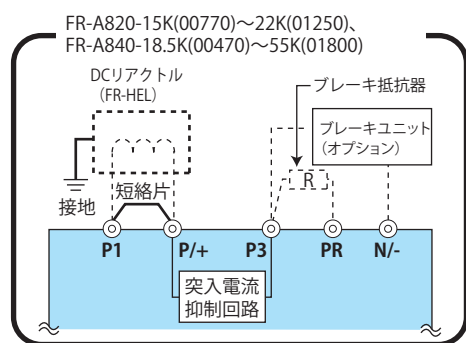 FR-A820-15K(00770)～22K(01250)、
FR-A840-18.5K(00470)～55K(01800)
DCリアクトル
(FR-HEL)
ブレーキ抵抗器
ブレーキユニット
(オプション)
R
接地
短絡片
P1
P/+
P3
PR
N/-
突入電流
抑制回路